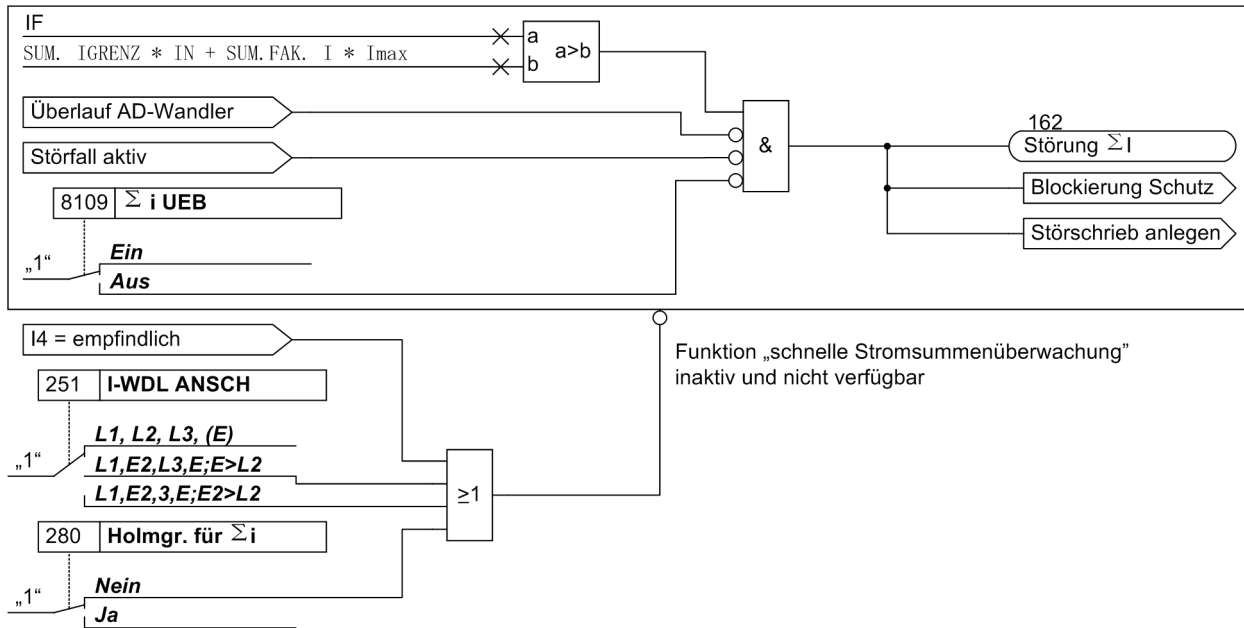 IF
SUM. IGRENZ * IN + SUM.FAK. I * Imax
a
b
a>b
Überlauf AD-Wandler
Störfall aktiv
8109 Σ i UEB
„1“
Ein
Aus
&
162
Störung ΣI
Blockierung Schutz
Störschrieb anlegen
I4 = empfindlich
251 I-WDL ANSCH
„1“
L1, L2, L3, (E)
L1,E2,L3,E;E>L2
L1,E2,3,E;E2>L2
280 Holmgr. für Σi
„1“
Nein
Ja
≥1
Funktion „schnelle Stromsummenüberwachung”
inaktiv und nicht verfügbar